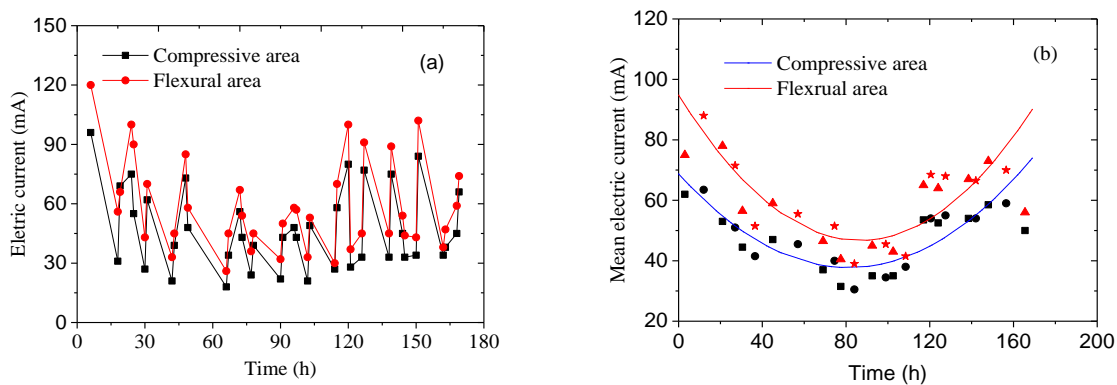 150
120
90
60
30
0
Eletric current (mA)
Compressive area
Flexural area
(a)
0 30 60 90 120 150 180
Time (h)
120
100
80
60
40
20
Mean electric current (mA)
(b)
Compressive area
Flexrual area
0 40 80 120 160 200
Time (h)